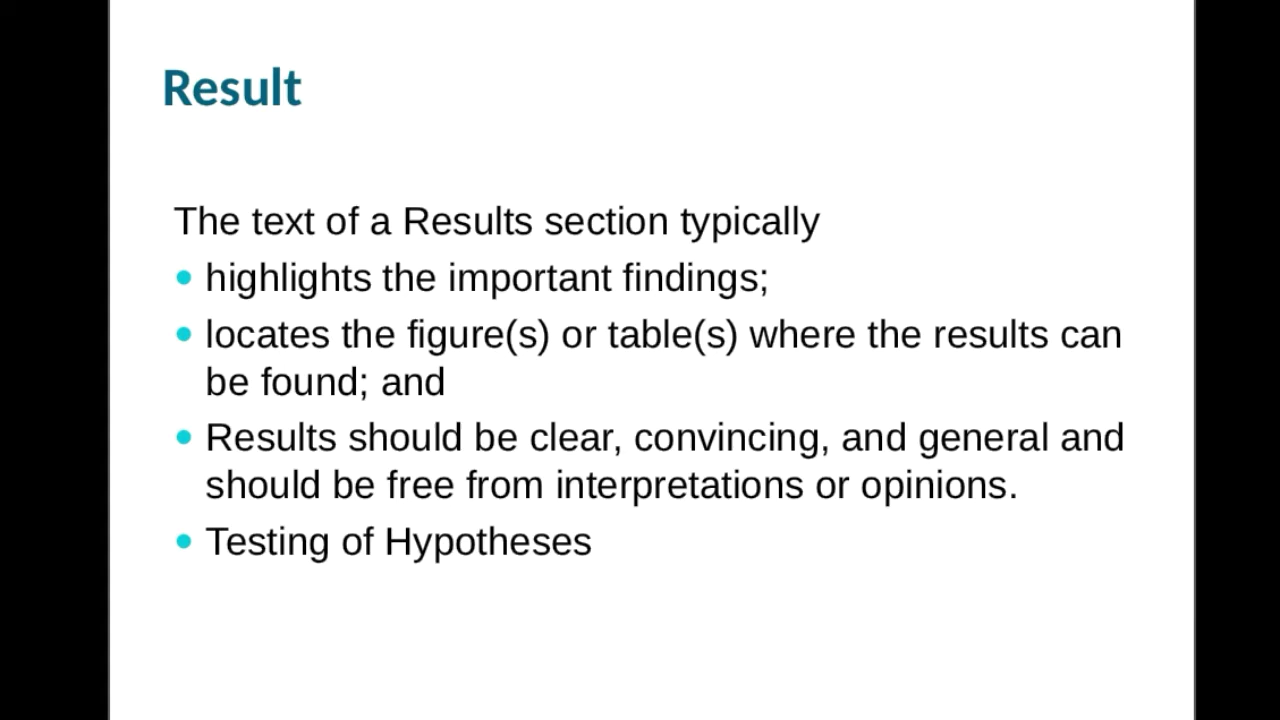 Result
The text of a Results section typically
• highlights the important findings;
• locates the figure(s) or table(s) where the results can
be found; and
• Results should be clear, convincing, and general and
should be free from interpretations or opinions.
• Testing of Hypotheses